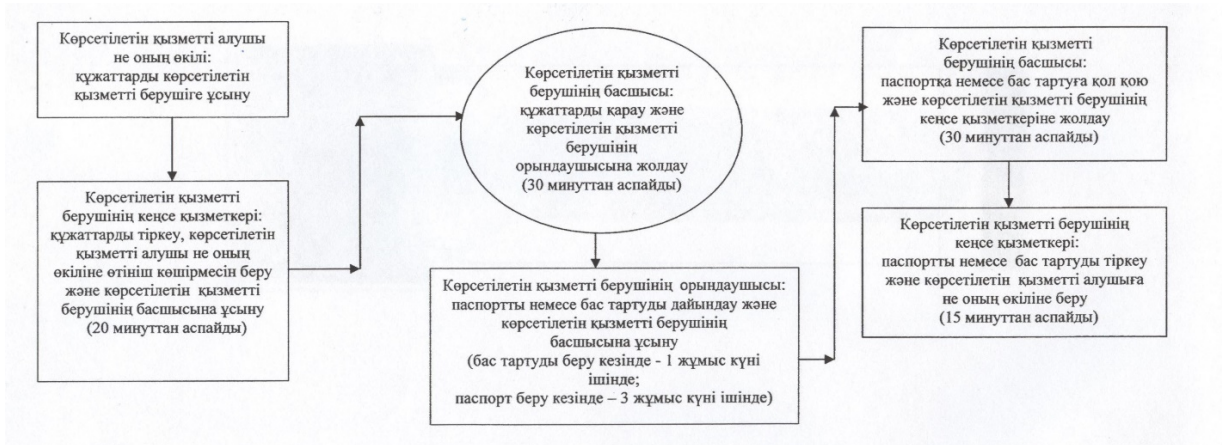 Көрсетілетін қызметті алушы
не оның өкілі:
құжаттарды көрсетілетін
қызметті берушіге ұсыну
Көрсетілетін қызметті
берушінің кеңсе қызметкері:
құжаттарды тіркеу, көрсетілетін
қызметті алушы не оның
өкіліне өтініш көшірмесін беру
және көрсетілетін қызметті
берушінің басшысына ұсыну
(20 минуттан аспайды)
Көрсетілетін қызметті
берушінің басшысы:
құжаттарды қарау және
көрсетілетін қызметті
берушінің
орындаушысына жолдау
(30 минуттан аспайды)
Көрсетілетін қызметті берушінің орындаушысы:
паспортты немесе бас тартуды дайындау және
көрсетілетін қызметті берушінің
басшысына ұсыну
(бас тартуды беру кезінде - 1 жұмыс күні
ішінде;
паспорт беру кезінде – 3 жұмыс күні ішінде)
Көрсетілетін қызметті
берушінің басшысы:
паспортқа немесе бас тартуға қол қою
және көрсетілетін қызметті берушінің
кеңсе қызметкеріне жолдау
(30 минуттан аспайды)
Көрсетілетін қызметті берушінің
кеңсе қызметкері:
паспортты немесе бас тартуды тіркеу
және көрсетілетін қызметті алушыға
не оның өкіліне беру
(15 минуттан аспайды)